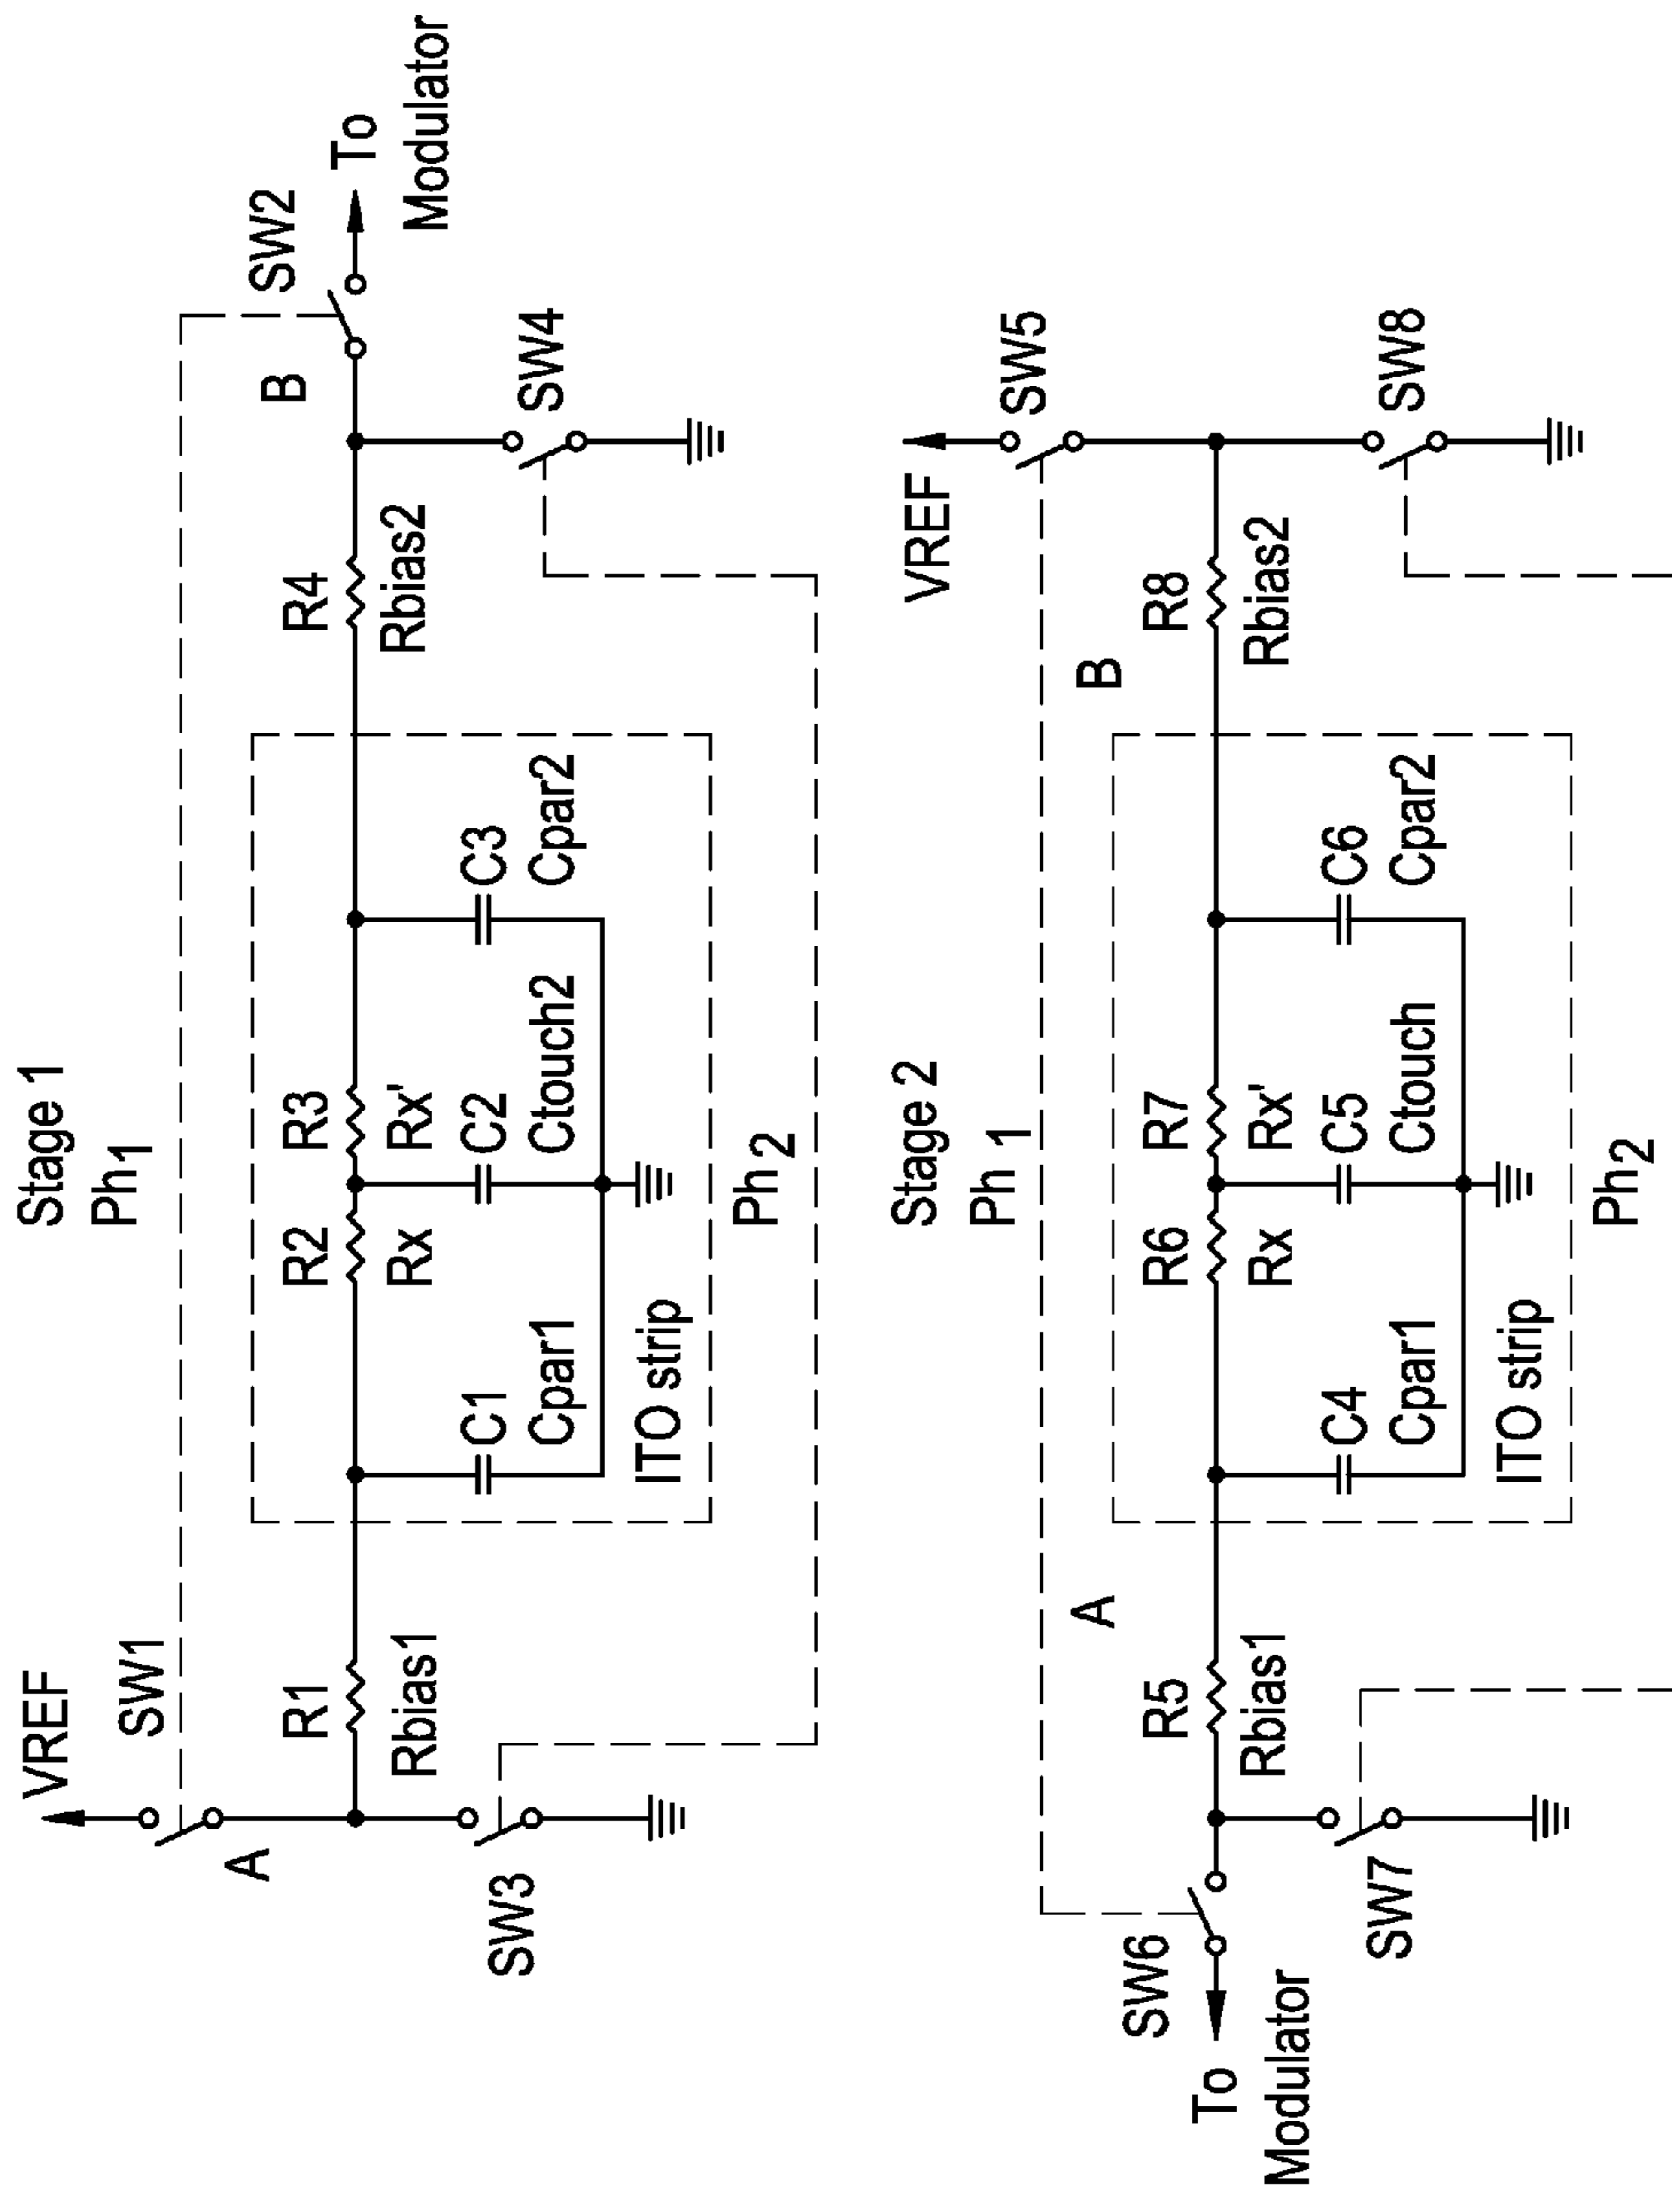 Stage 1
Ph1
VREF
SW1
A
SW3
R1
Rbias1
C1
Cpar1
R2
Rx
R3
Rx'
C2
Ctouch2
C3
Cpar2
ITO strip
Ph2
R4
Rbias2
B
SW2
To
Modulator
SW4
Stage 2
Ph 1
To
Modulator
SW6
SW7
A
R5
Rbias1
C4
Cpar1
R6
Rx
R7
Rx'
C5
Ctouch
C6
Cpar2
ITO strip
Ph2
B
R8
Rbias2
VREF
SW5
SW8